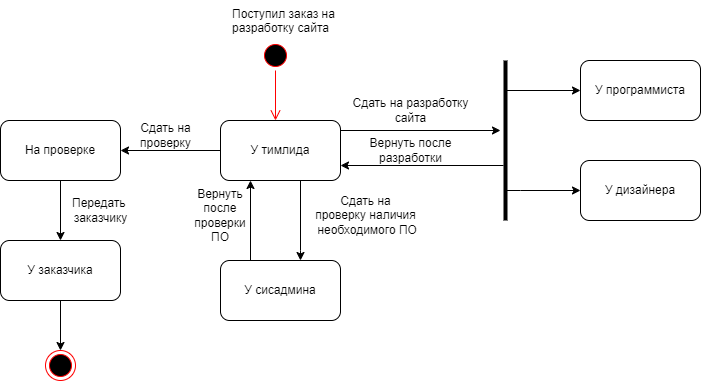 Поступил заказ на
разработку сайта
Сдать на разработку
сайта
У программиста
Сдать на
проверку
На проверке
У тимлида
Вернуть после
разработки
У дизайнера
Передать
заказчику
Вернуть
после
проверки
ПО
Сдать на
проверку наличия
необходимого ПО
У заказчика
У сисадмина